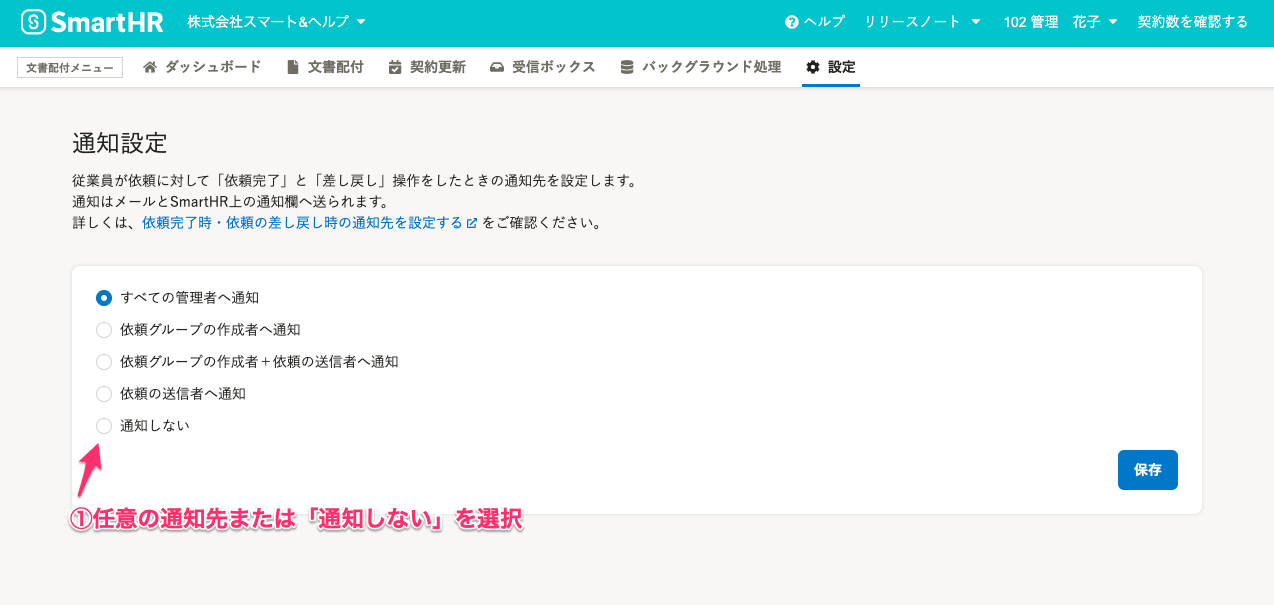 SmartHR 株式会社スマート&ヘルプ ヘルプ リリースノート 102 管理 花子 契約数を確認する
文書配付メニュー ダッシュボード 文書配付 契約更新 受信ボックス バックグラウンド処理 設定
通知設定
従業員が依頼に対して「依頼完了」と「差し戻し」操作をしたときの通知先を設定します。
通知はメールとSmartHR上の通知欄へ送られます。
詳しくは、依頼完了時・依頼の差し戻し時の通知先を設定する をご確認ください。
すべての管理者へ通知
依頼グループの作成者へ通知
依頼グループの作成者＋依頼の送信者へ通知
依頼の送信者へ通知
通知しない
保存
①任意の通知先または「通知しない」を選択